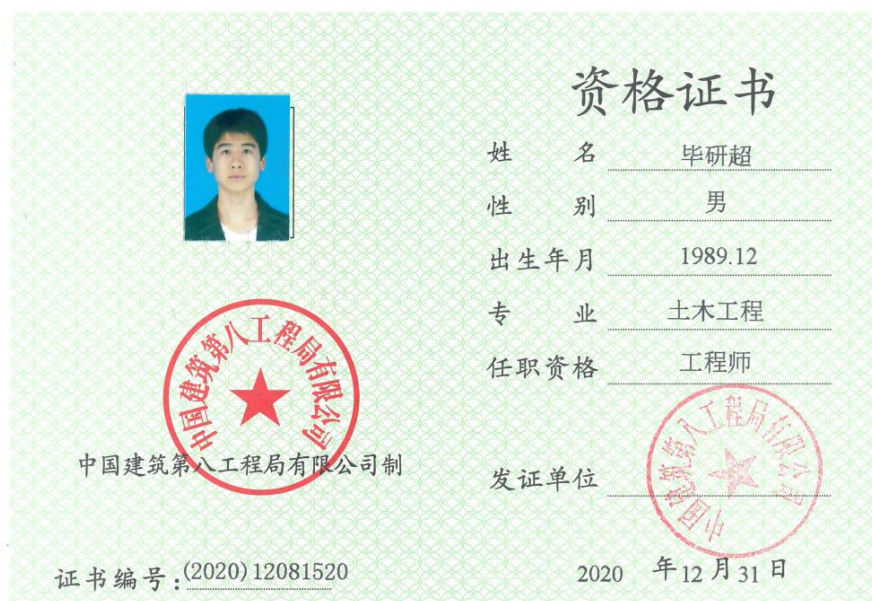 资格证书
姓 名 毕研超
性 别 男
出生年月 1989.12
专 业 土木工程
任职资格 工程师
发证单位
中国建筑第八工程局有限公司
2020 年 12 月 31 日
中国建筑第八工程局有限公司
中国建筑第八工程局有限公司制
证书编号:(2020)12081520